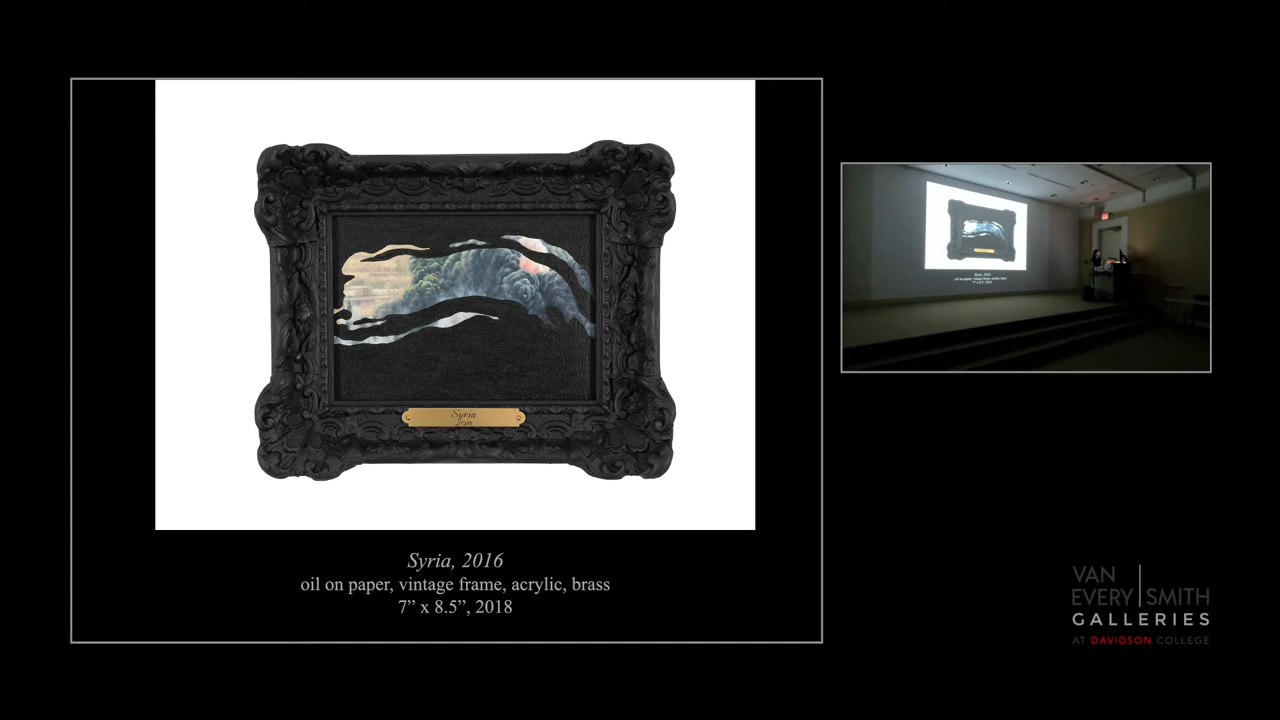 Syria
2016
Syria, 2016
oil on paper, vintage frame, acrylic, brass
7” x 8.5”, 2018
VAN
EVERY SMITH
GALLERIES
AT DAVIDSON COLLEGE